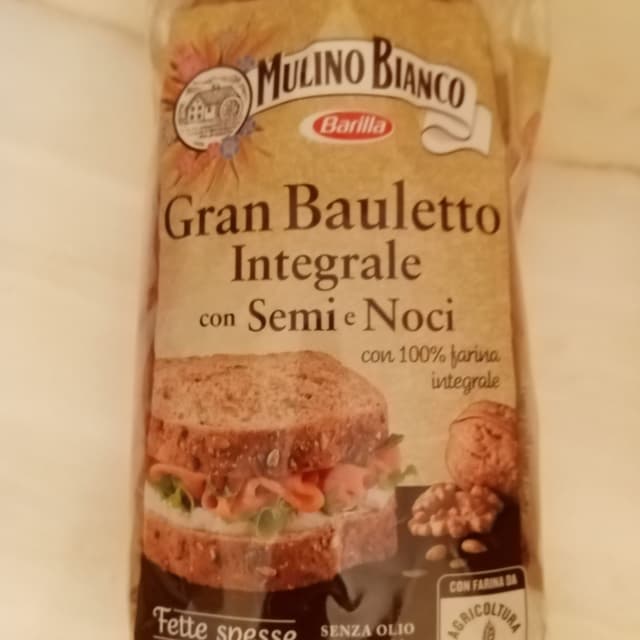 MULINO BIANCO
Barilla
Gran Bauletto
Integrale
con Semi e Noci
con 100% farina
integrale
Fette spesse
SENZA OLIO
CON FARINA DA
AGRICOLTURA